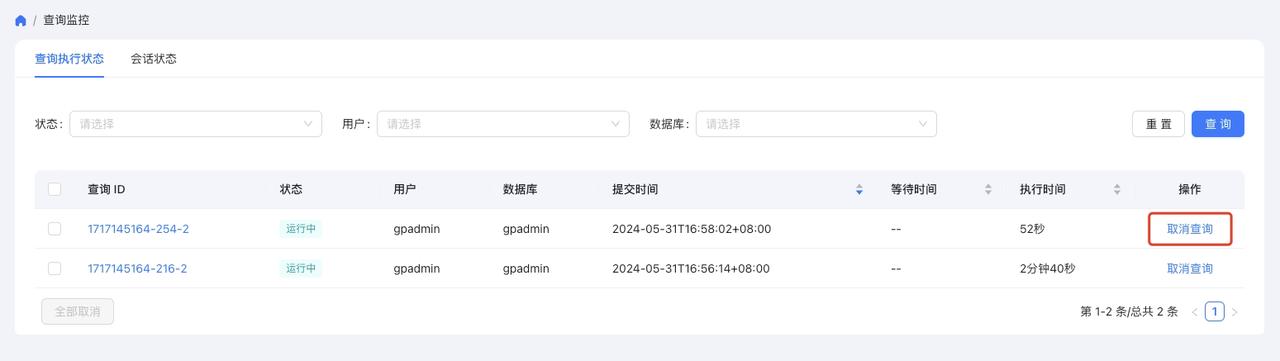 / 查询监控
查询执行状态 会话状态
状态: 请选择 用户: 请选择 数据库: 请选择 重 置 查 询
查询 ID 状态 用户 数据库 提交时间 等待时间 执行时间 操作
1717145164-254-2 运行中 gpadmin gpadmin 2024-05-31T16:58:02+08:00 -- 52秒 取消查询
1717145164-216-2 运行中 gpadmin gpadmin 2024-05-31T16:56:14+08:00 -- 2分钟40秒 取消查询
全部取消 第 1-2 条/总共 2 条 < 1 >